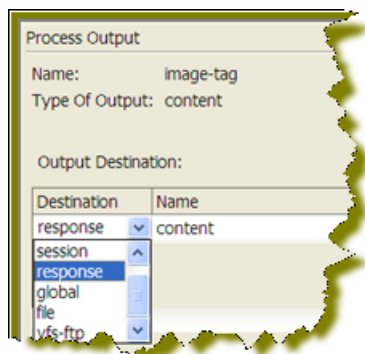 Process Output
Name: image-tag
Type Of Output: content
Output Destination:
Destination Name
response content
session
response
global
file
vfs-ftp